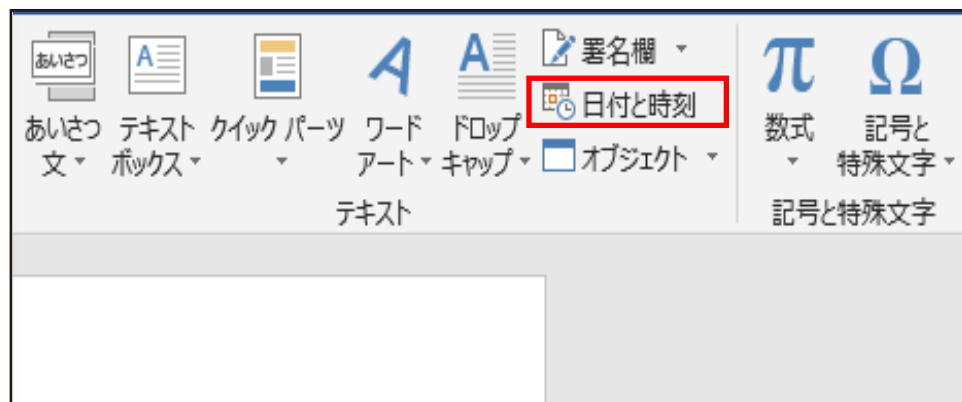 あいさつ
あいさつ
文
テキスト
ボックス
クイック パーツ
ワード
アート
A
ドロップ
キャップ
署名欄
日付と時刻
オブジェクト
テキスト
π
数式
Ω
記号と
特殊文字
記号と特殊文字